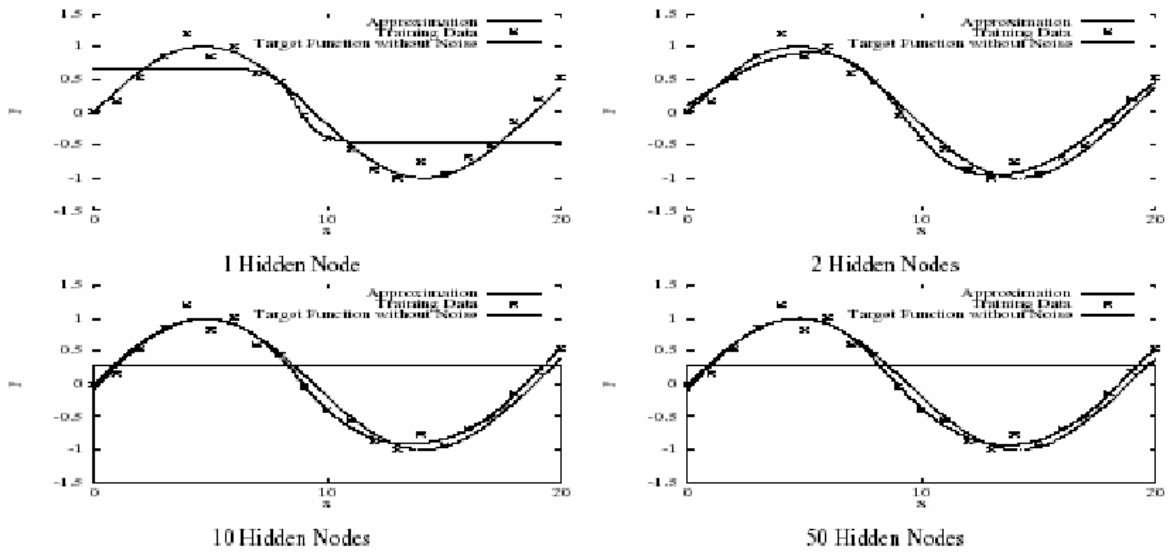 1.5
1
0.5
0
-0.5
-1
-1.5
0
10
20
x
Approximation
Training Data
Target Function without Noise
1 Hidden Node
1.5
1
0.5
0
-0.5
-1
-1.5
0
10
20
x
Approximation
Training Data
Target Function without Noise
2 Hidden Nodes
1.5
1
0.5
0
-0.5
-1
-1.5
0
10
20
x
Approximation
Training Data
Target Function without Noise
10 Hidden Nodes
1.5
1
0.5
0
-0.5
-1
-1.5
0
10
20
x
Approximation
Training Data
Target Function without Noise
50 Hidden Nodes